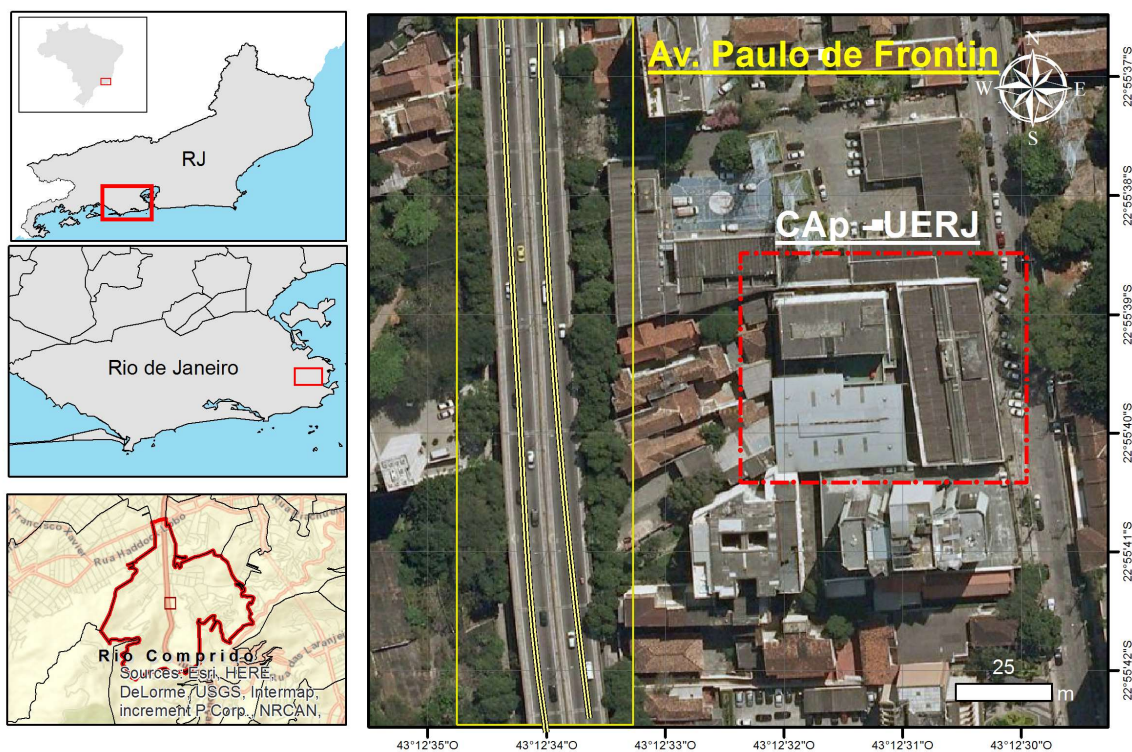 RJ
Rio de Janeiro
Francisco Xavier
Rua Haddock Lobo
Rio Comprido
Sources: Esri, HERE,
DeLorme, USGS, Intermap,
increment P Corp., NRCAN,
Av. Paulo de Frontin
N
W
E
S
CAp - UERJ
25
m
22°55'37"S
22°55'38"S
22°55'39"S
22°55'40"S
22°55'41"S
22°55'42"S
43°12'35"O
43°12'34"O
43°12'33"O
43°12'32"O
43°12'31"O
43°12'30"O